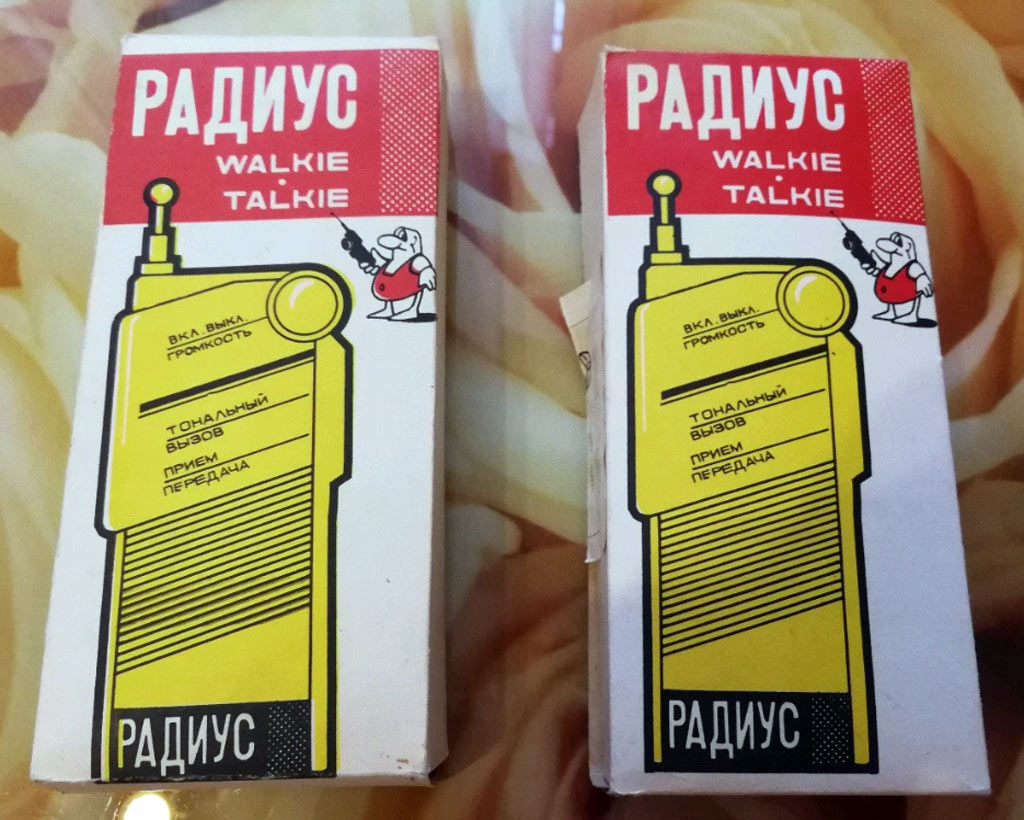 РАДИУС
WALKIE
TALKIE
ВКЛ. ВЫКЛ.
ГРОМКОСТЬ
ТОНАЛЬНЫЙ
ВЫЗОВ
ПРИЕМ
ПЕРЕДАЧА
РАДИУС
РАДИУС
WALKIE
TALKIE
ВКЛ. ВЫКЛ.
ГРОМКОСТЬ
ТОНАЛЬНЫЙ
ВЫЗОВ
ПРИЕМ
ПЕРЕДАЧА
РАДИУС